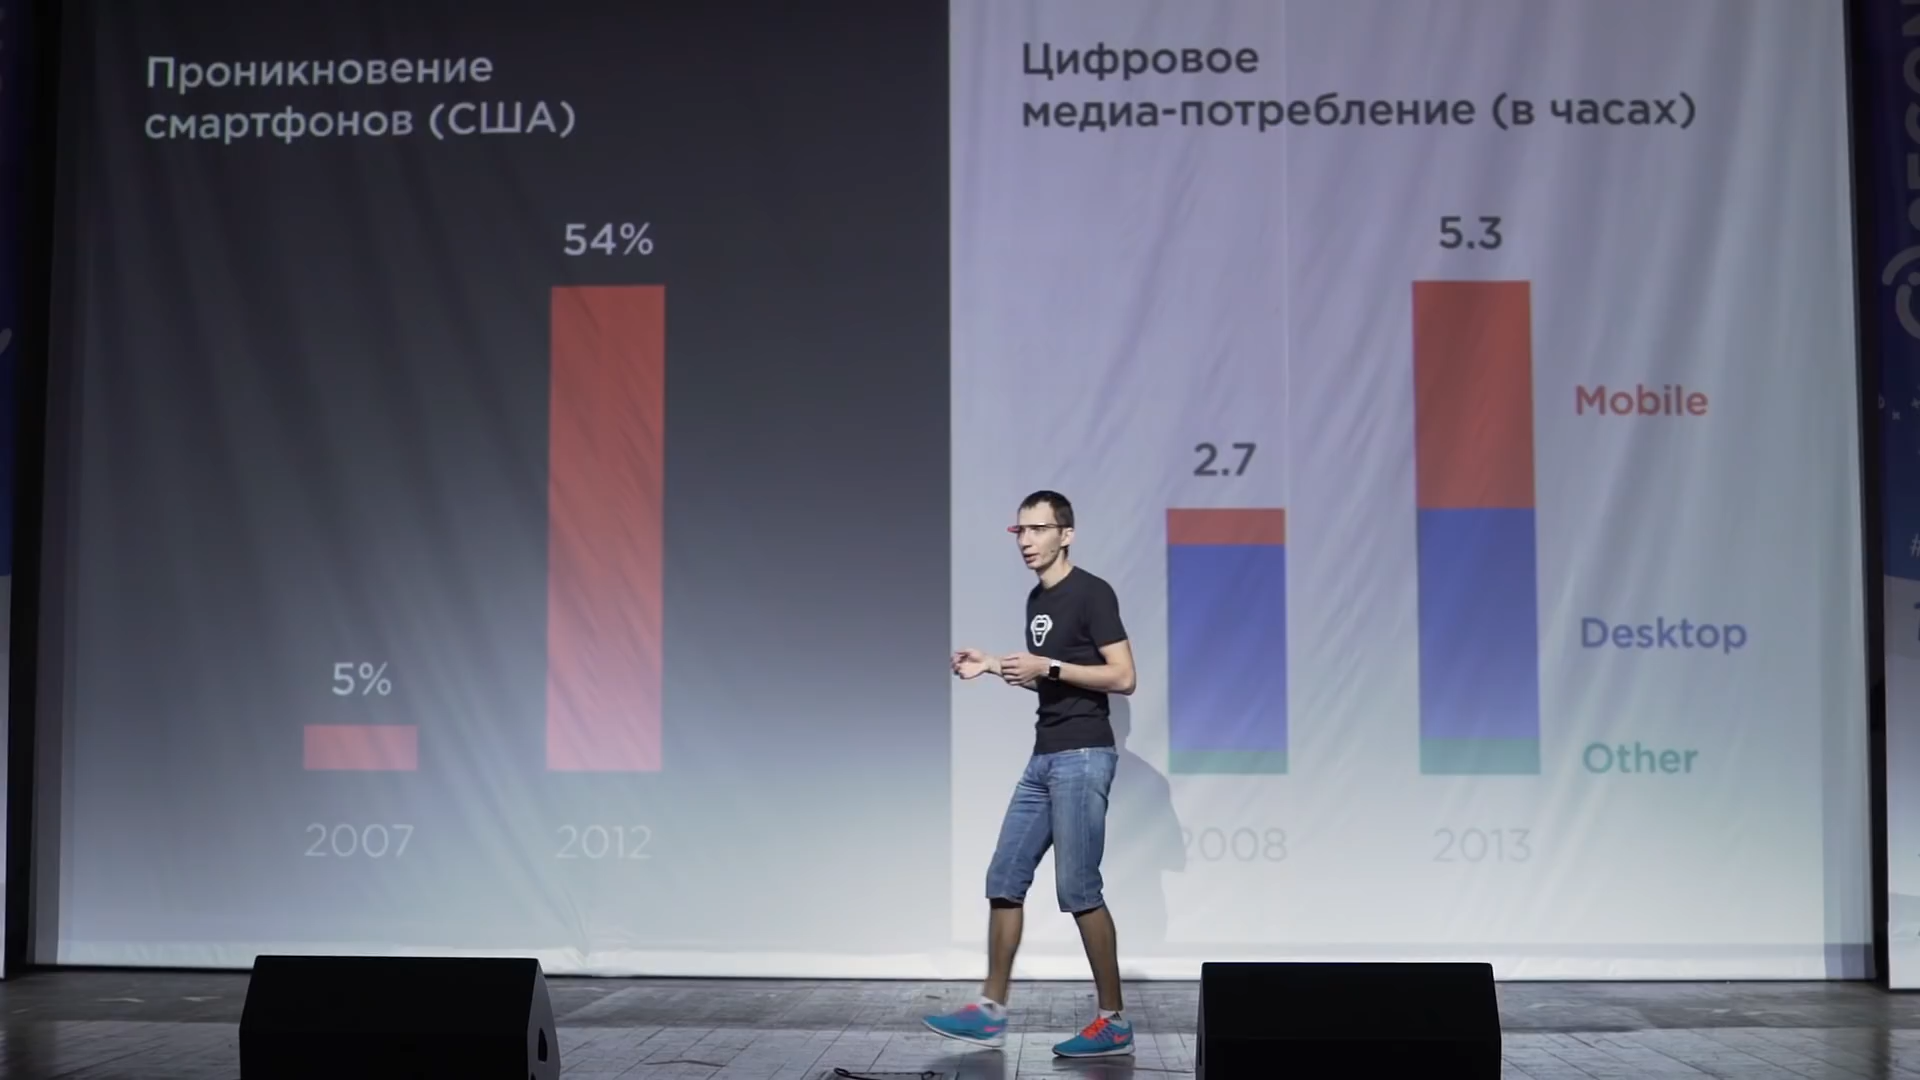 Проникновение
смартфонов (США)
54%
5%
2007
2012
Цифровое
медиа-потребление (в часах)
5.3
2.7
Mobile
Desktop
Other
2008
2013